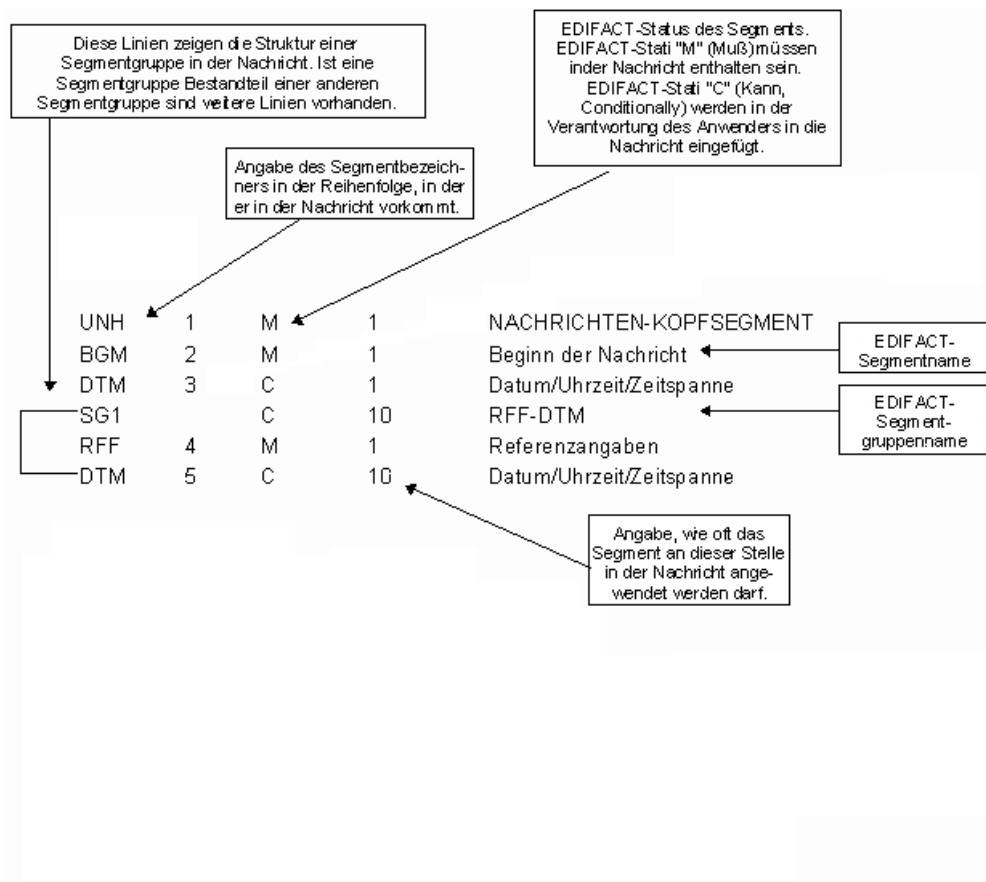 Diese Linien zeigen die Struktur einer
Segmentgruppe in der Nachricht. Ist eine
Segmentgruppe Bestandteil einer anderen
Segmentgruppe sind weitere Linien vorhanden.
EDIFACT-Status des Segments.
EDIFACT-Stati "M" (Muß) müssen
inder Nachricht enthalten sein.
EDIFACT-Stati "C" (Kann,
Conditionally) werden in der
Verantwortung des Anwenders in die
Nachricht eingefügt.
Angabe des Segmentbezeich-
ners in der Reihenfolge, in der
er in der Nachricht vorkommt.
UNH 1 M 1 NACHRICHTEN-KOPFSEGMENT
BGM 2 M 1 Beginn der Nachricht
DTM 3 C 1 Datum/Uhrzeit/Zeitspanne
SG1 C 10 RFF-DTM
RFF 4 M 1 Referenzangaben
DTM 5 C 10 Datum/Uhrzeit/Zeitspanne
EDIFACT-
Segmentname
EDIFACT-
Segment-
gruppenname
Angabe, wie oft das
Segment an dieser Stelle
in der Nachricht ange-
wendet werden darf.